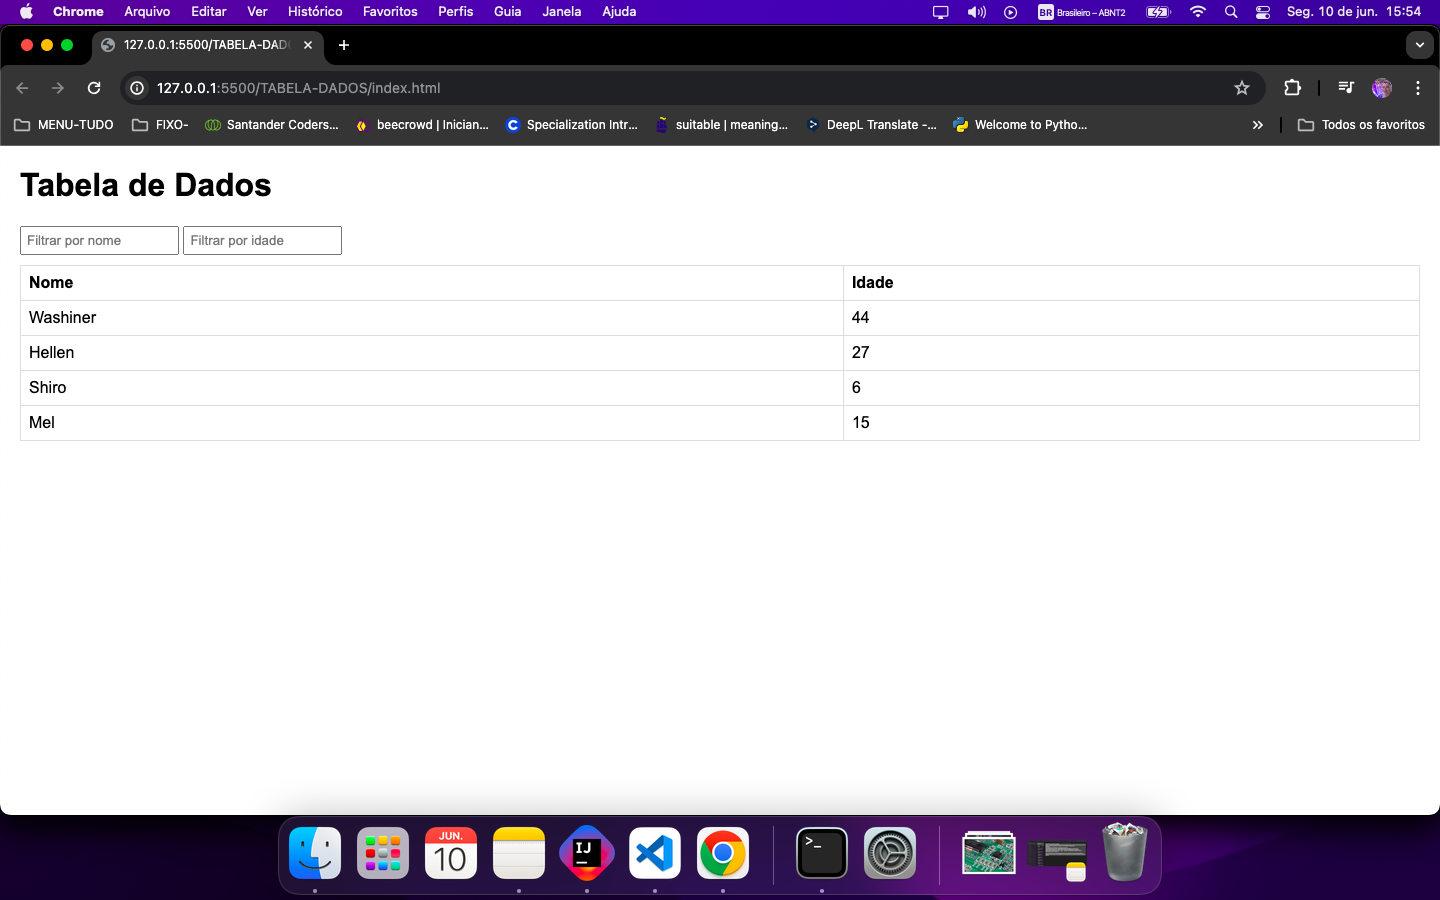 Chrome Arquivo Editar Ver Histórico Favoritos Perfis Guia Janela Ajuda BR Brasileiro – ABNT2 Seg. 10 de jun. 15:54
127.0.0.1:5500/TABELA-DAD
127.0.0.1:5500/TABELA-DADOS/index.html
MENU-TUDO FIXO- Santander Coders... beecrowd | Inician... Specialization Intr... suitable | meaning... DeepL Translate -... Welcome to Pytho... » Todos os favoritos
Tabela de Dados
Filtrar por nome Filtrar por idade
Nome Idade
Washiner 44
Hellen 27
Shiro 6
Mel 15
JUN.
10
IJ
>_